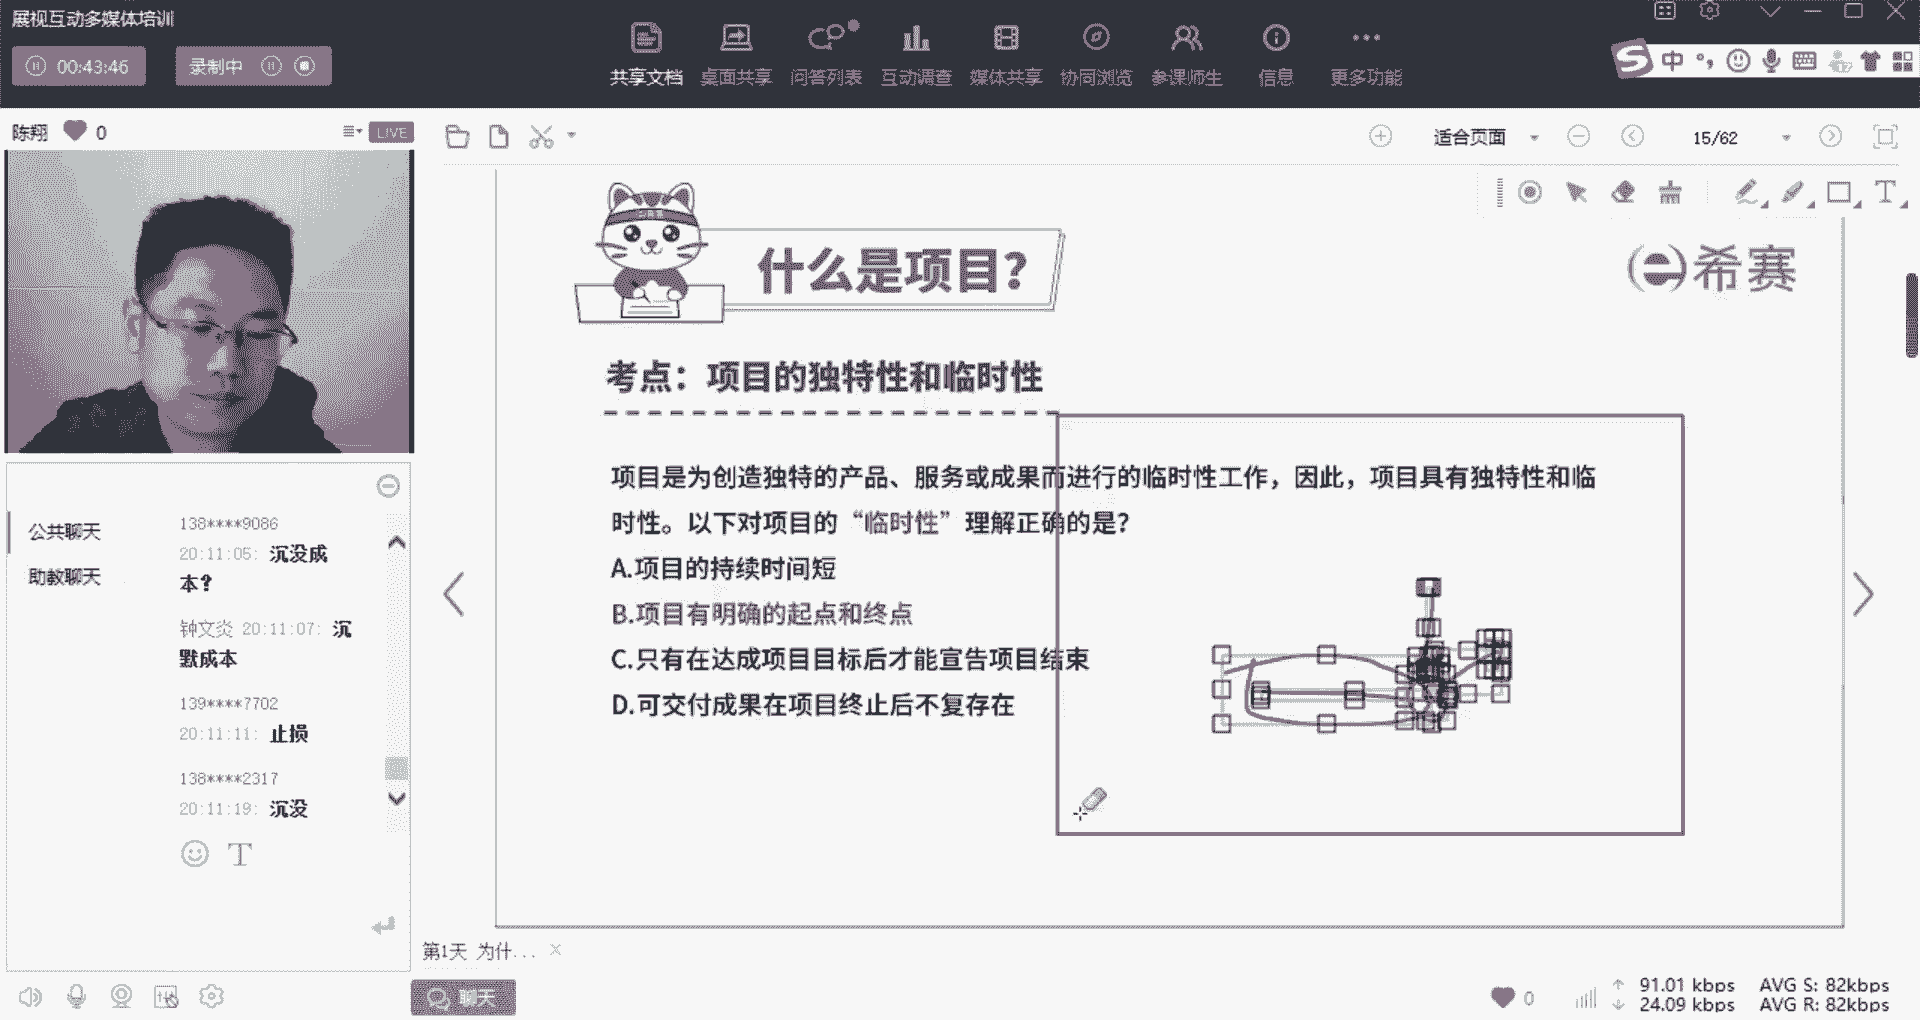 展视互动多媒体培训
00:43:46
录制中
共享文档
桌面共享
问答列表
互动调查
媒体共享
协同浏览
参课师生
信息
更多功能
中
陈翔
0
LIVE
适合页面
15/62
什么是项目？
希赛
考点：项目的独特性和临时性
项目是为创造独特的产品、服务或成果而进行的临时性工作，因此，项目具有独特性和临
时性。以下对项目的“临时性”理解正确的是？
A.项目的持续时间短
B.项目有明确的起点和终点
C.只有在达成项目目标后才能宣告项目结束
D.可交付成果在项目终止后不复存在
公共聊天
助教聊天
138****9086
20:11:05: 沉没成
本？
钟文炎 20:11:07: 沉
默成本
139****7702
20:11:11: 止损
138****2317
20:11:19: 沉没
第1天 为什...
聊天
0
91.01 kbps AVG S: 82kbps
24.09 kbps AVG R: 82kbps